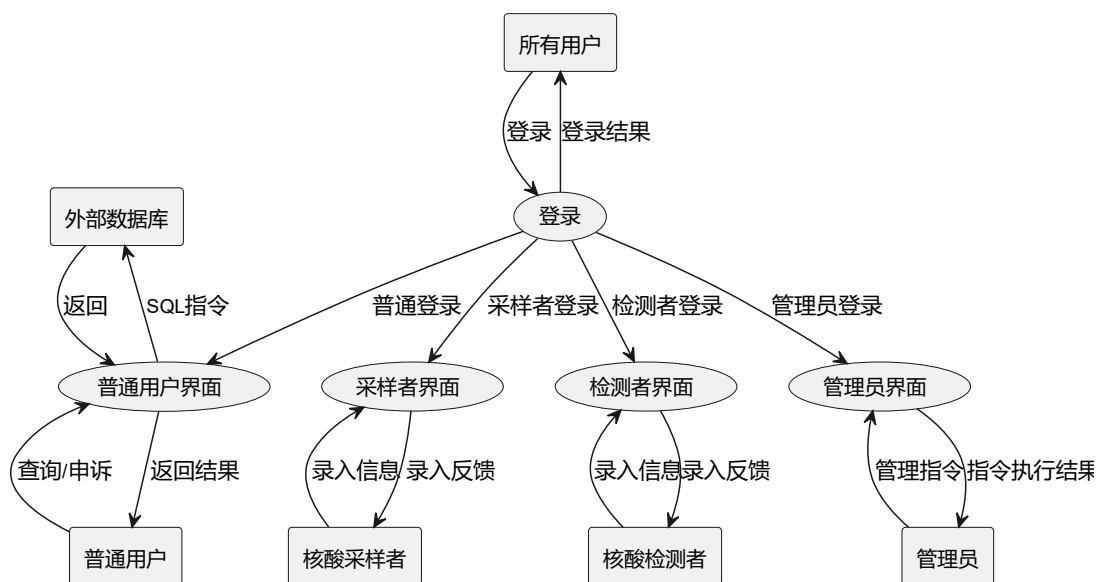 所有用户
登录
登录结果
外部数据库
登录
返回
SQL指令
普通登录
采样者登录
检测者登录
管理员登录
普通用户界面
采样者界面
检测者界面
管理员界面
查询/申诉
返回结果
录入信息
录入反馈
录入信息
录入反馈
管理指令
指令执行结果
普通用户
核酸采样者
核酸检测者
管理员